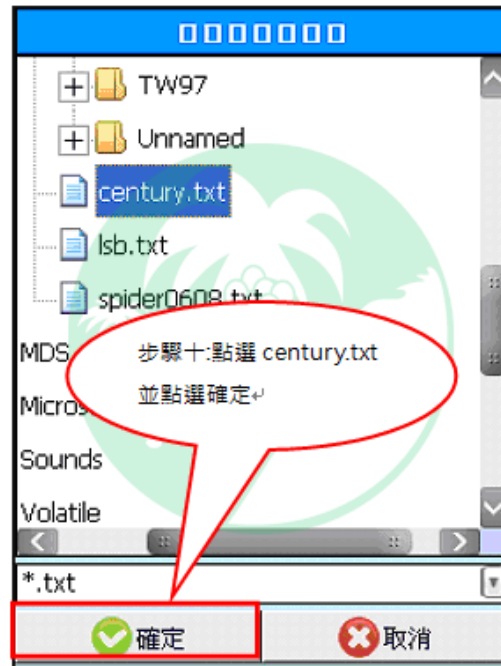 TW97
Unnamed
century.txt
lsb.txt
spider0608.txt
MDS
步驟十:點選 century.txt
並點選確定
Sounds
Volatile
*.txt
確定
取消